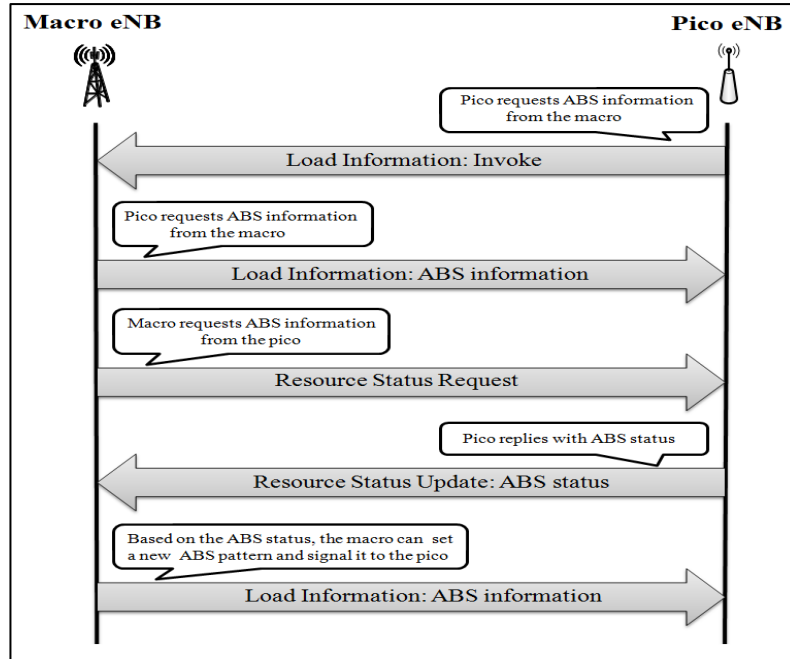 Macro eNB
Pico eNB
Pico requests ABS information
from the macro
Load Information: Invoke
Pico requests ABS information
from the macro
Load Information: ABS information
Macro requests ABS information
from the pico
Resource Status Request
Pico replies with ABS status
Resource Status Update: ABS status
Based on the ABS status, the macro can set
a new ABS pattern and signal it to the pico
Load Information: ABS information